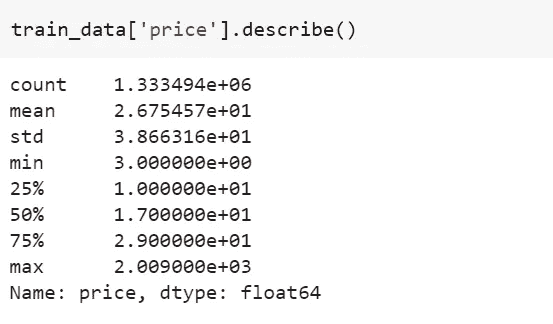 train_data['price'].describe()
count    1.333494e+06
mean     2.675457e+01
std      3.866316e+01
min      3.000000e+00
25%      1.000000e+01
50%      1.700000e+01
75%      2.900000e+01
max      2.009000e+03
Name: price, dtype: float64